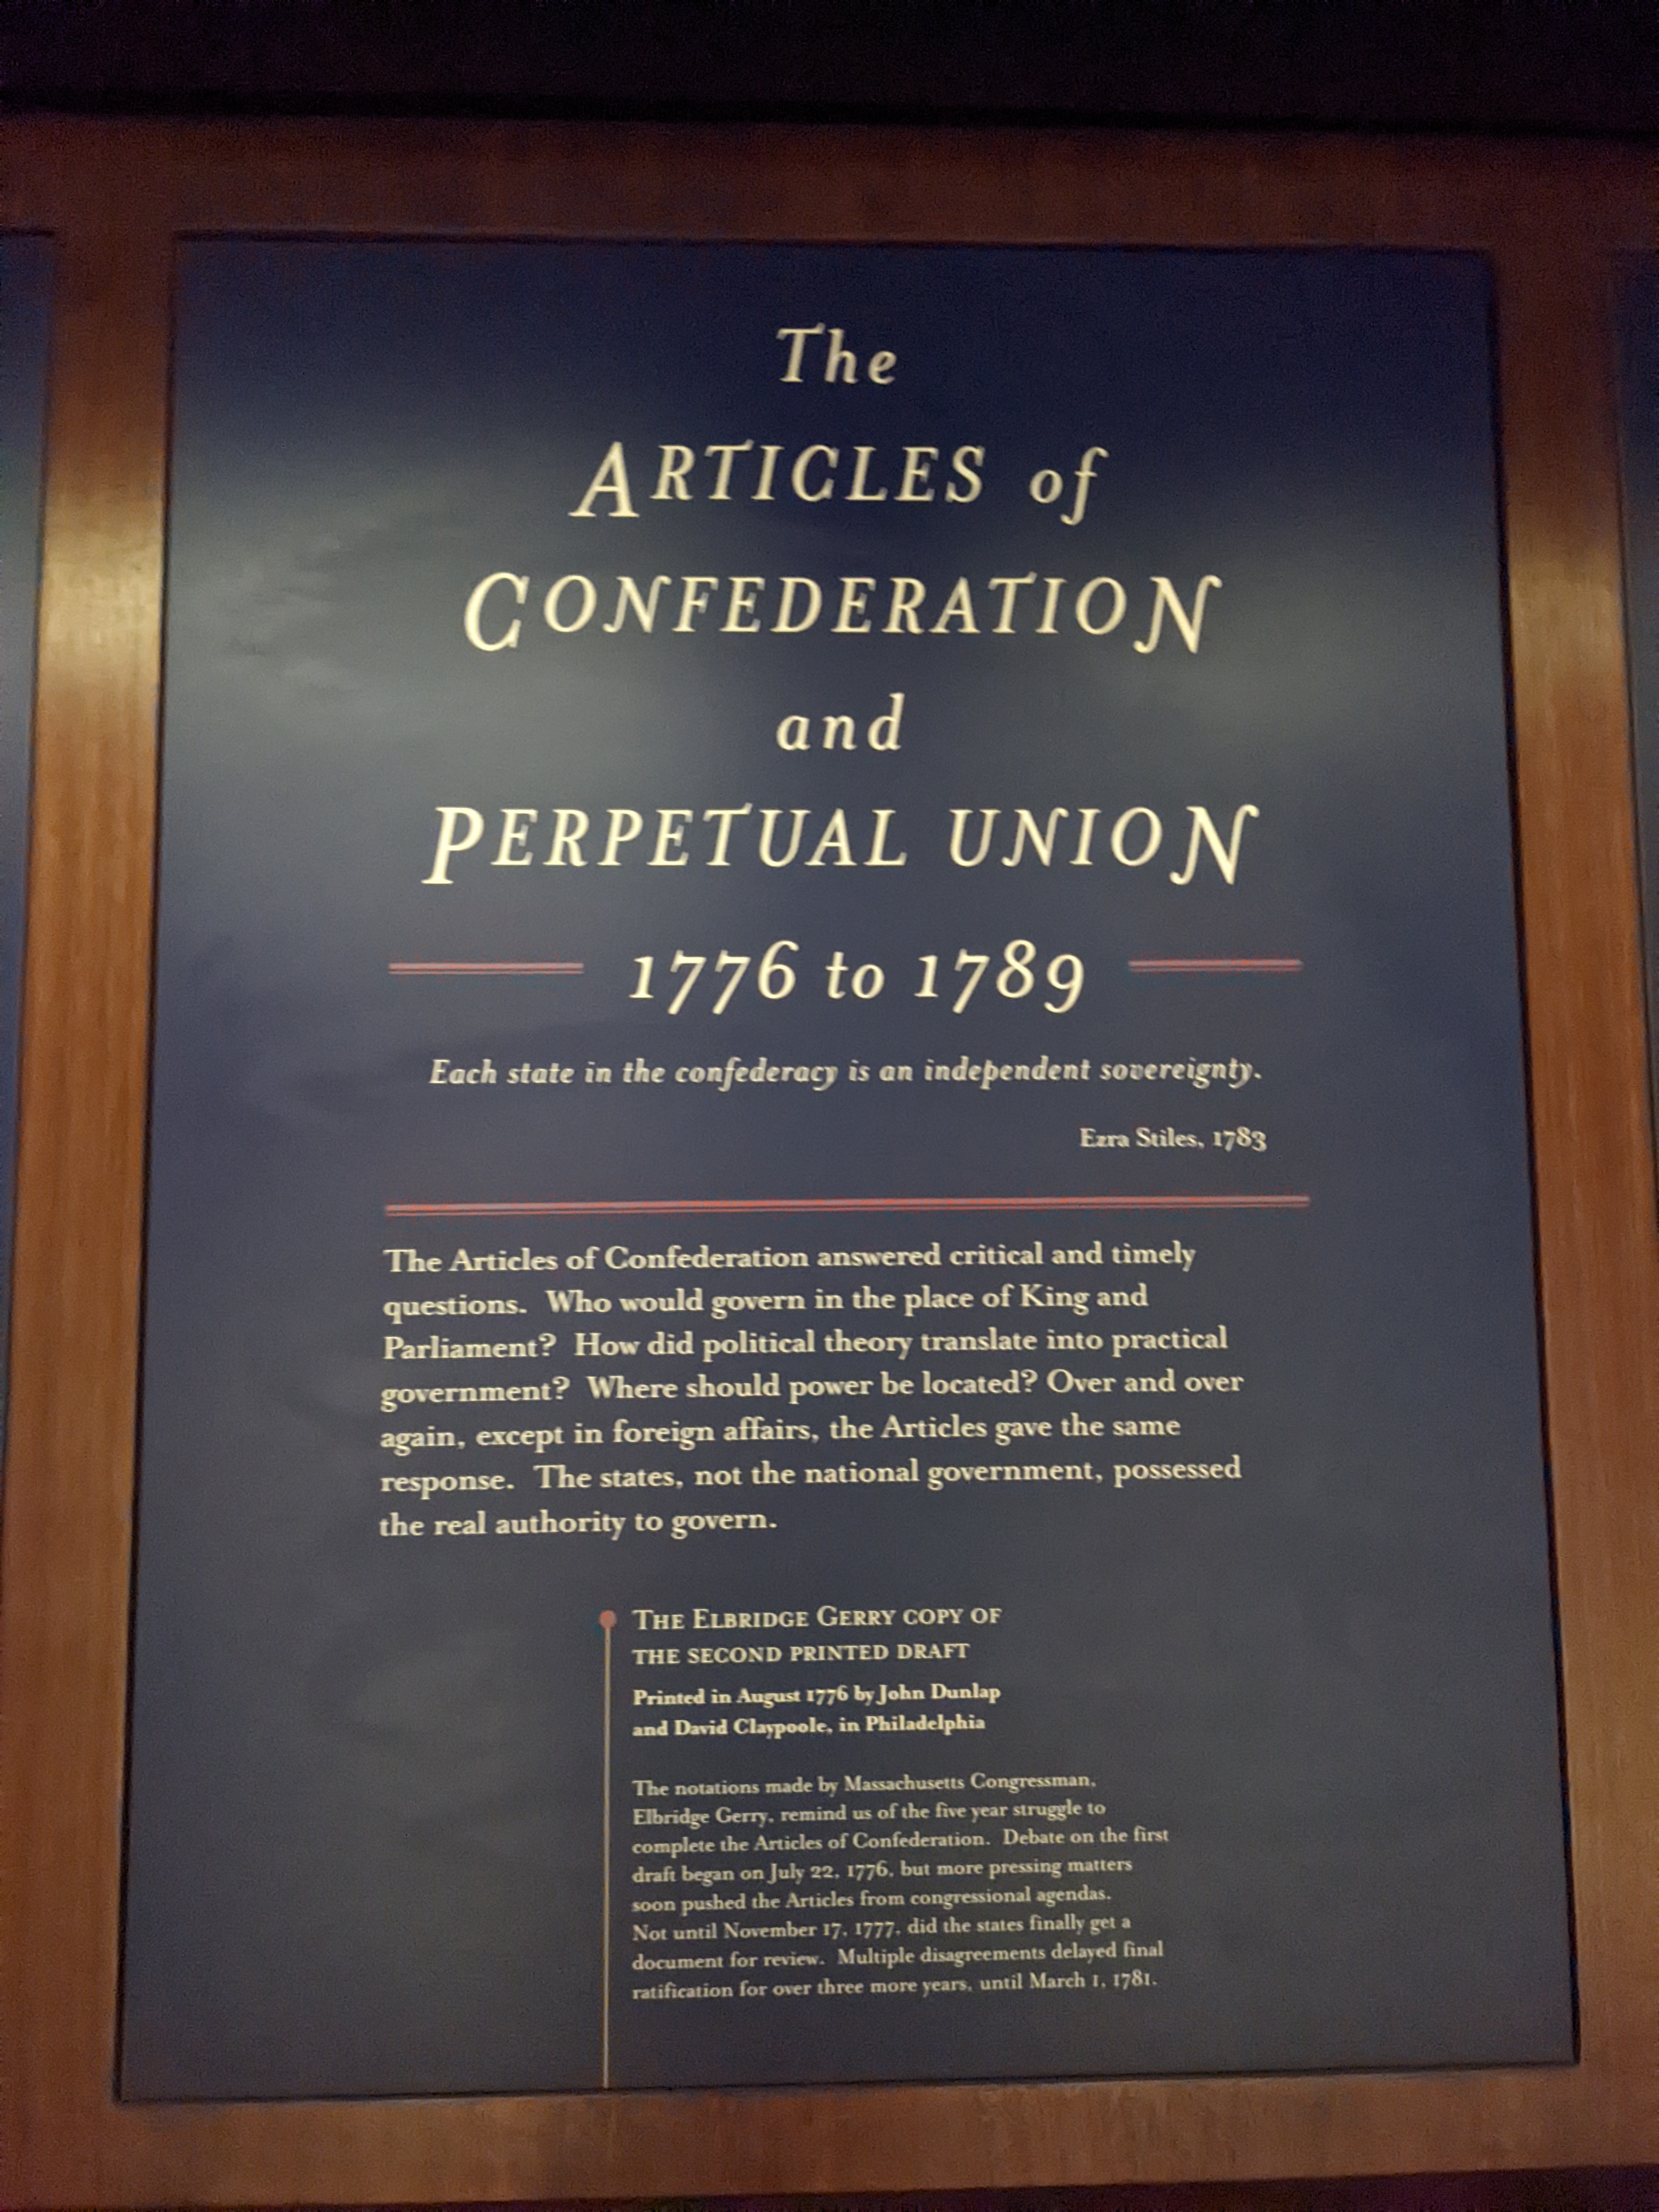 The
ARTICLES of
CONFEDERATION
and
PERPETUAL UNION
1776 to 1789
Each state in the confederacy is an independent sovereignty.
Ezra Stiles, 1783
The Articles of Confederation answered critical and timely
questions. Who would govern in the place of King and
Parliament? How did political theory translate into practical
government? Where should power be located? Over and over
again, except in foreign affairs, the Articles gave the same
response. The states, not the national government, possessed
the real authority to govern.
THE ELBRIDGE GERRY COPY OF
THE SECOND PRINTED DRAFT
Printed in August 1776 by John Dunlap
and David Claypoole, in Philadelphia
The notations made by Massachusetts Congressman,
Elbridge Gerry, remind us of the five year struggle to
complete the Articles of Confederation. Debate on the first
draft began on July 22, 1776, but more pressing matters
soon pushed the Articles from congressional agendas.
Not until November 17, 1777, did the states finally get a
document for review. Multiple disagreements delayed final
ratification for over three more years, until March 1, 1781.